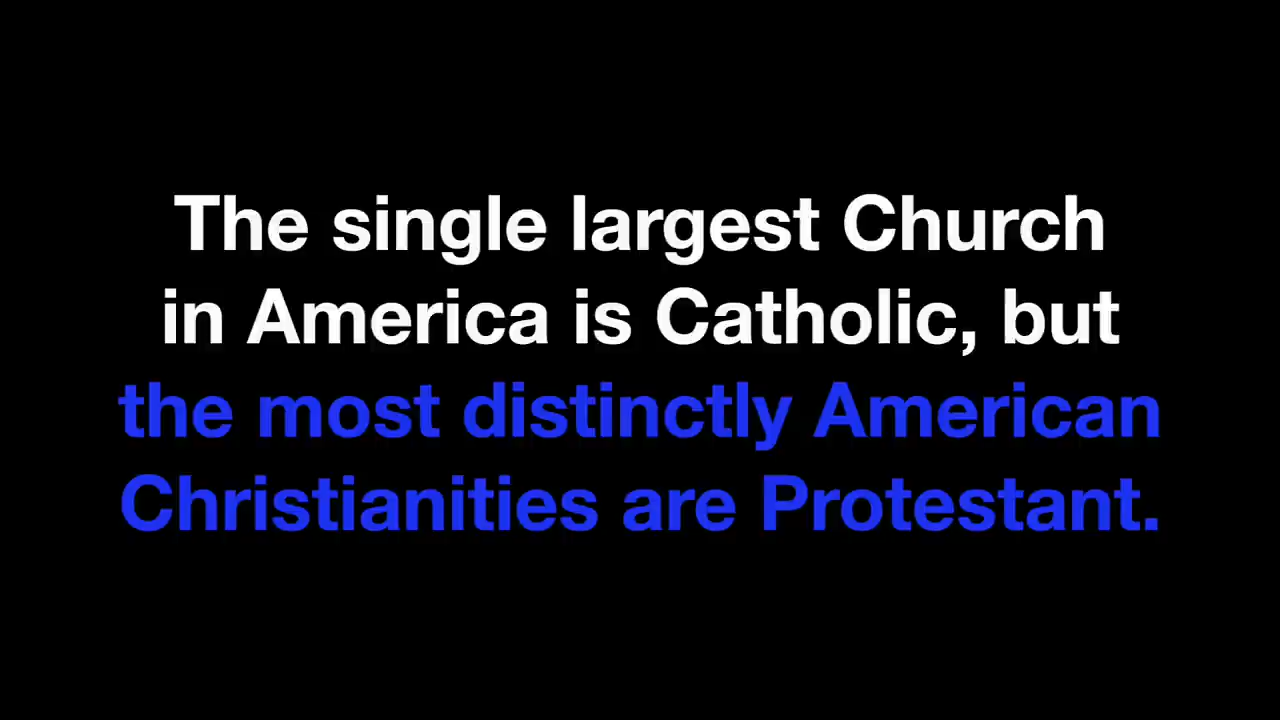 The single largest Church
in America is Catholic, but
the most distinctly American
Christianities are Protestant.